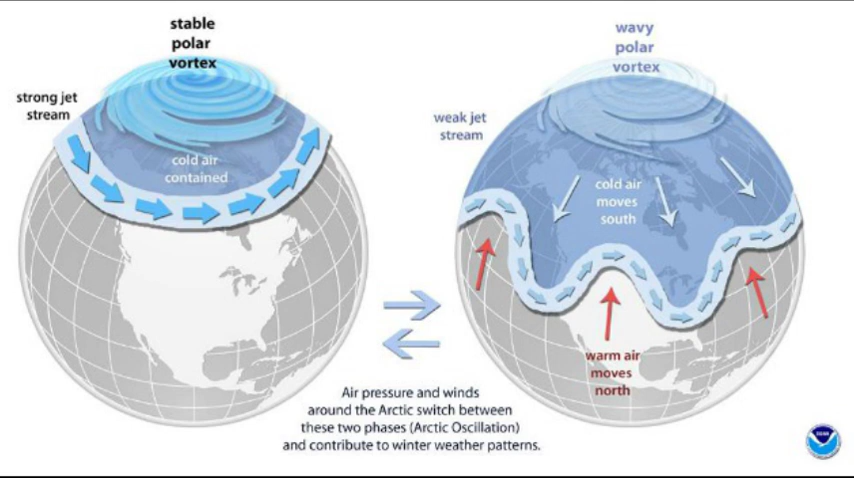 stable
polar
vortex
strong jet
stream
cold air
contained
wavy
polar
vortex
weak jet
stream
cold air
moves
south
warm air
moves
north
Air pressure and winds
around the Arctic switch between
these two phases (Arctic Oscillation)
and contribute to winter weather patterns.